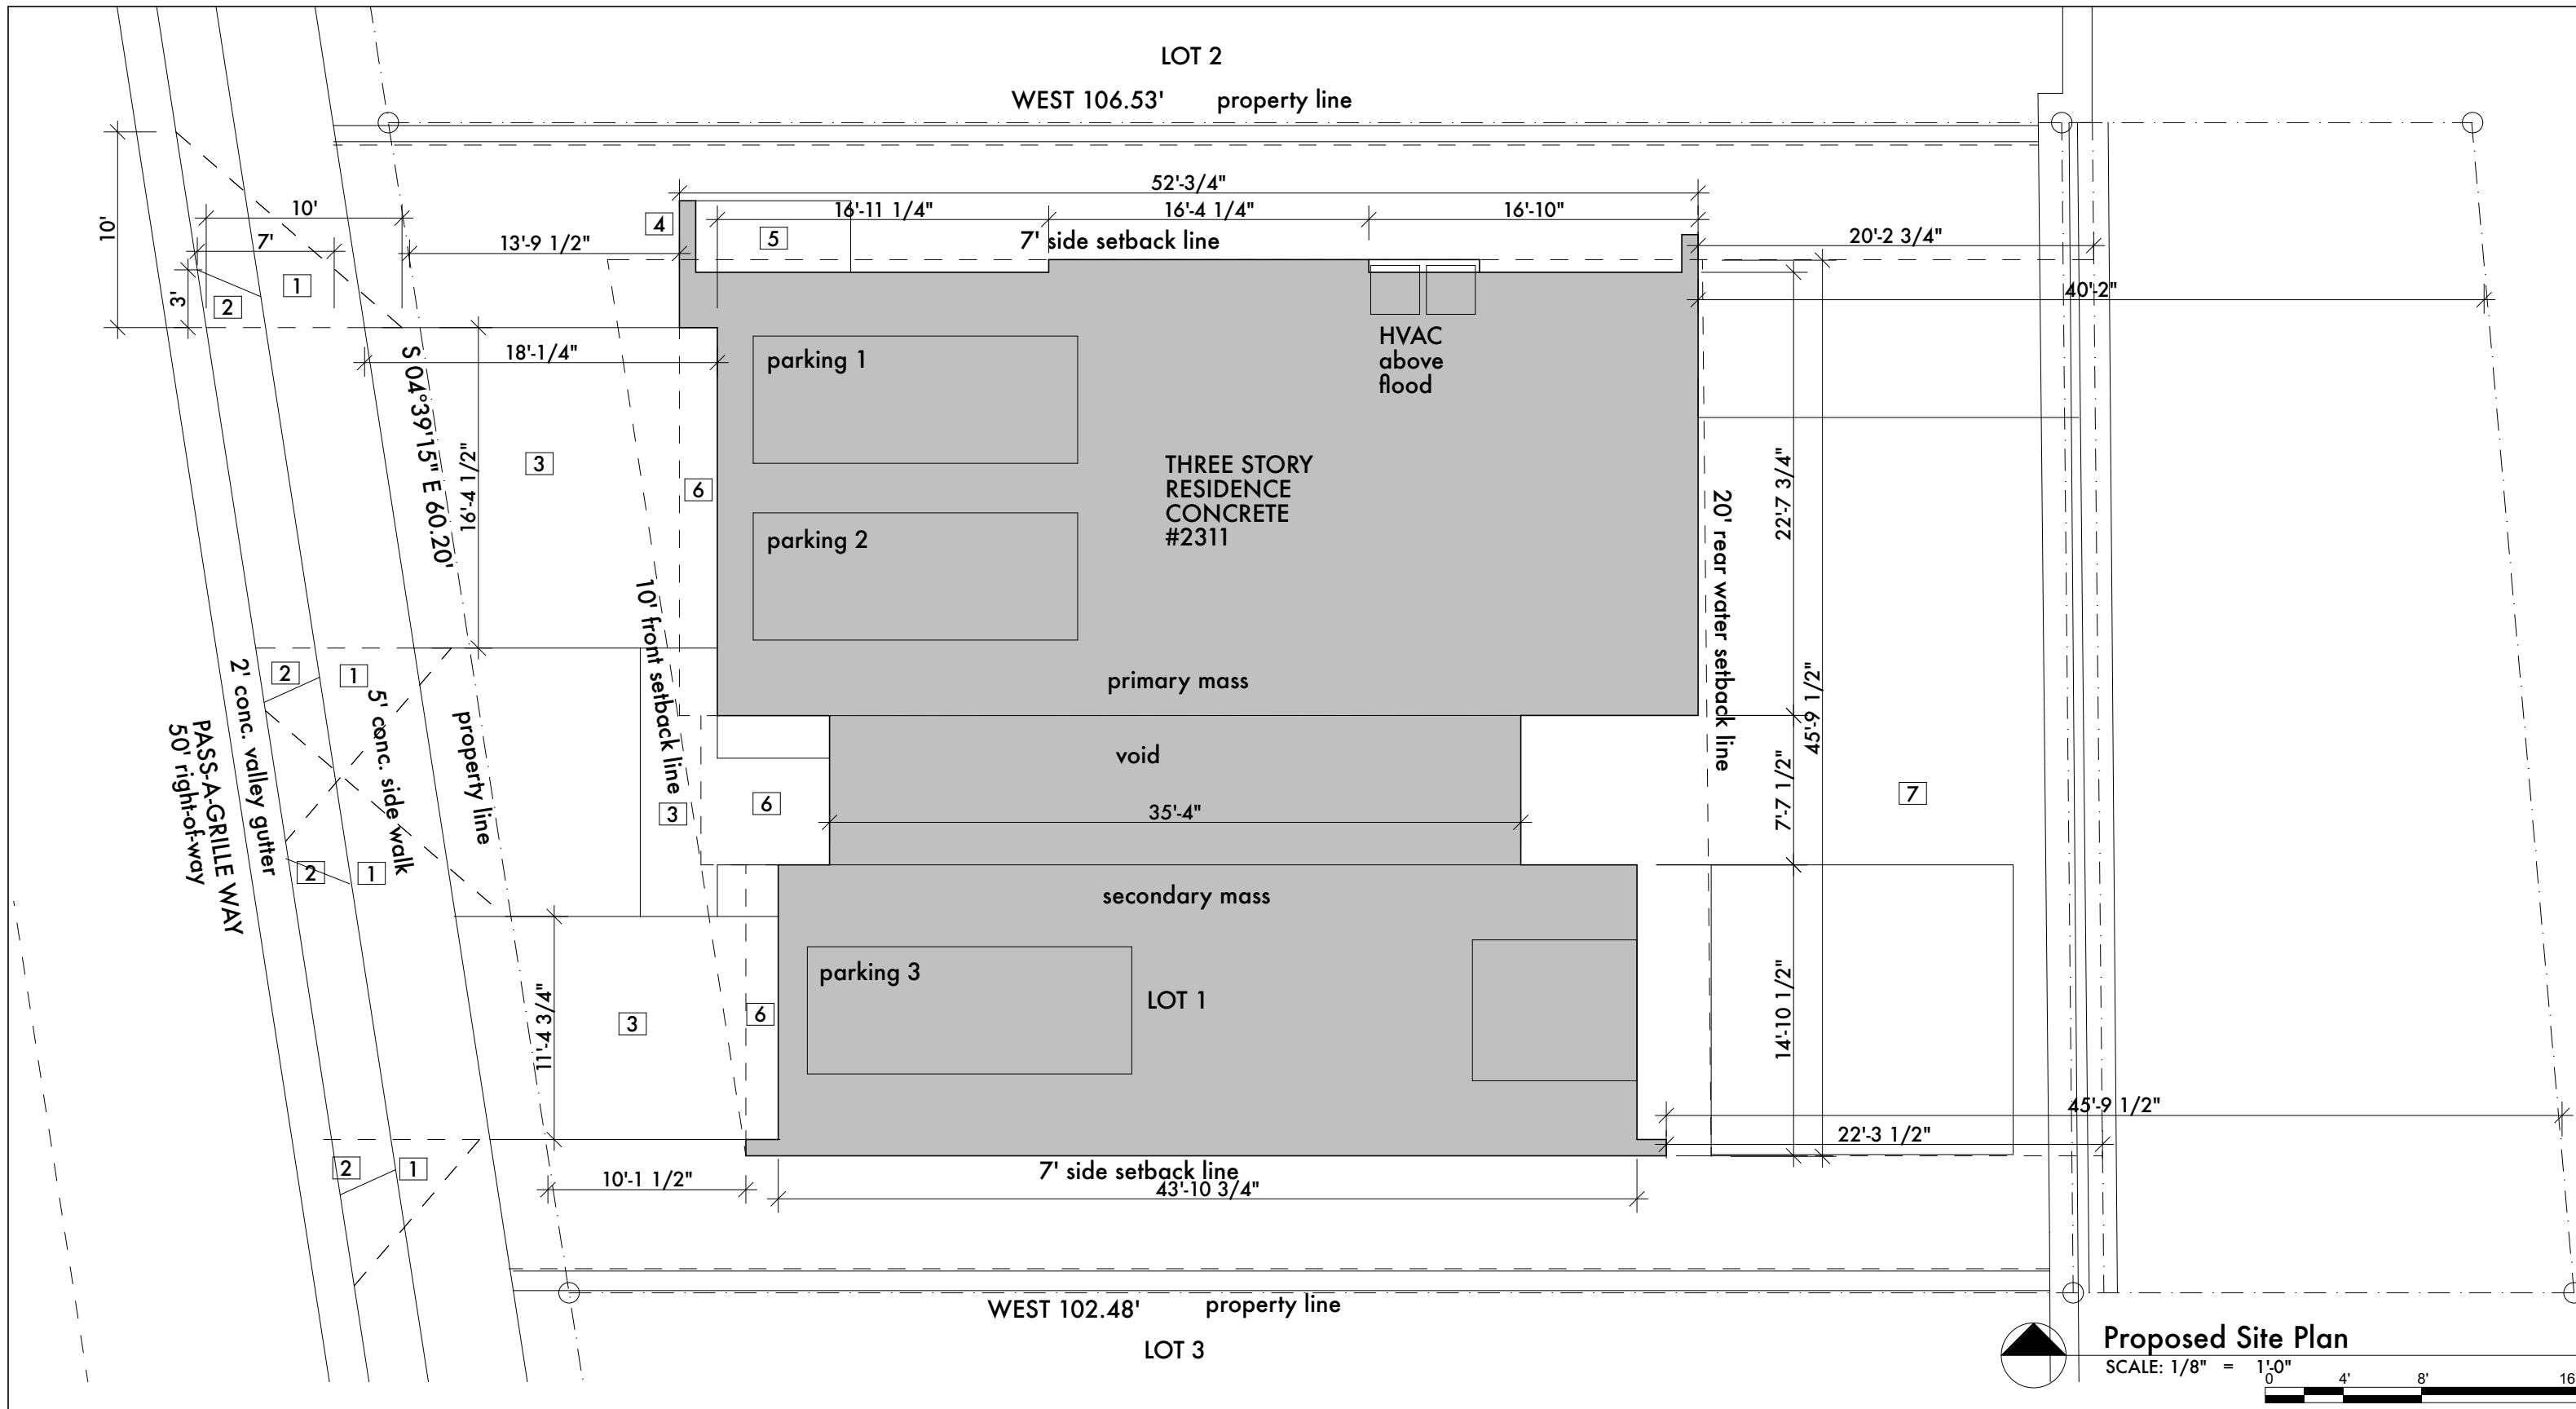 LOT 2
WEST 106.53' property line
52'-3/4"
16'-11 1/4"
16'-4 1/4"
16'-10"
10'
10'
7'
3'
13'-9 1/2"
4
5
7' side setback line
20'-2 3/4"
40'-2"
1
2
18'-1/4"
S 04°39'15" E 60.20'
16'-4 1/2"
3
6
parking 1
HVAC
above
flood
THREE STORY
RESIDENCE
CONCRETE
#2311
parking 2
20' rear water setback line
22'-7 3/4"
45'-9 1/2"
10' front setback line
primary mass
2
1
2' conc. valley gutter
5' conc. side walk
property line
PASS-A-GRILLE WAY
50' right-of-way
void
3
6
35'-4"
7'-7 1/2"
7
2
1
secondary mass
parking 3
LOT 1
11'-4 3/4"
3
6
14'-10 1/2"
45'-9 1/2"
22'-3 1/2"
2
1
10'-1 1/2"
7' side setback line
43'-10 3/4"
WEST 102.48' property line
LOT 3
Proposed Site Plan
SCALE: 1/8" = 1'-0"
0 4' 8' 16